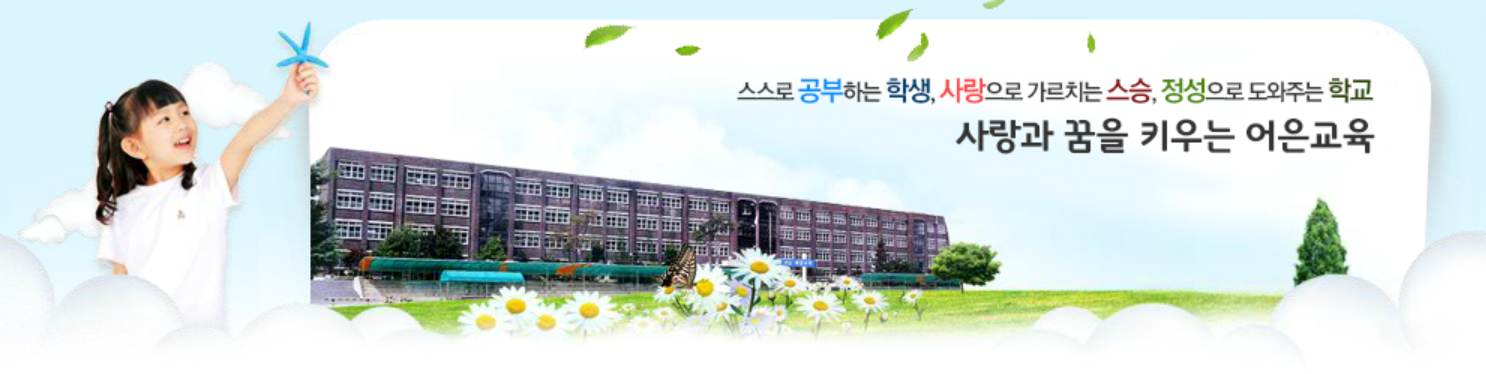 스스로 공부하는 학생, 사랑으로 가르치는 스승, 정성으로 도와주는 학교
사랑과 꿈을 키우는 어은교육